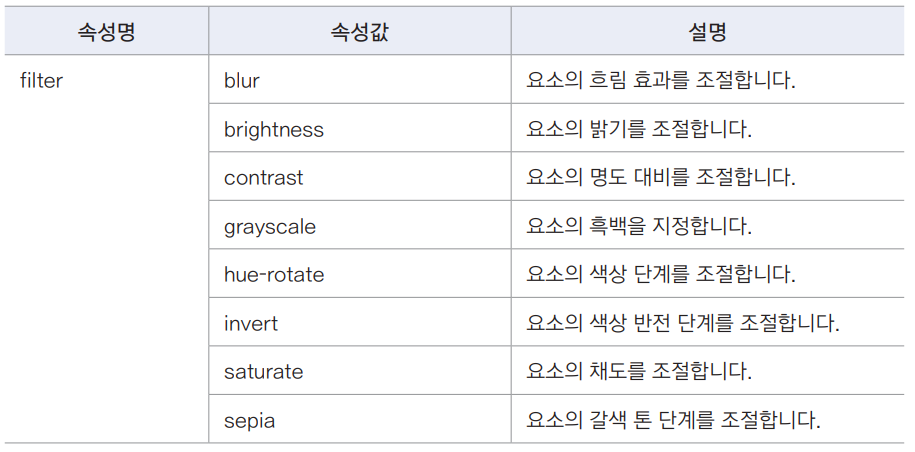 속성명 속성값 설명
filter blur 요소의 흐림 효과를 조절합니다.
brightness 요소의 밝기를 조절합니다.
contrast 요소의 명도 대비를 조절합니다.
grayscale 요소의 흑백을 지정합니다.
hue-rotate 요소의 색상 단계를 조절합니다.
invert 요소의 색상 반전 단계를 조절합니다.
saturate 요소의 채도를 조절합니다.
sepia 요소의 갈색 톤 단계를 조절합니다.